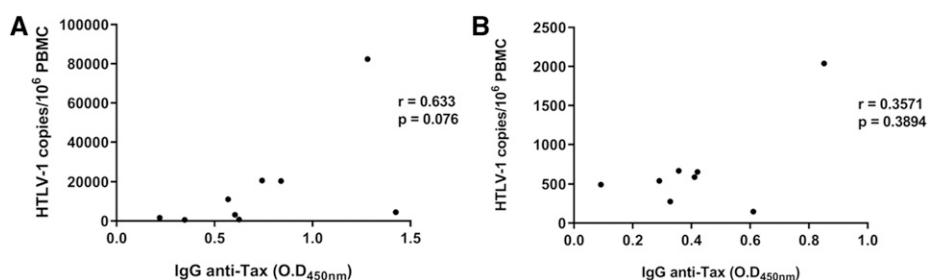 A
HTLV-1 copies/10⁶ PBMC
100000
80000
60000
40000
20000
0
0.0 0.5 1.0 1.5
IgG anti-Tax (O.D₄₅₀ₙₘ)
r = 0.633
p = 0.076
B
HTLV-1 copies/10⁶ PBMC
2500
2000
1500
1000
500
0
0.0 0.2 0.4 0.6 0.8 1.0
IgG anti-Tax (O.D₄₅₀ₙₘ)
r = 0.3571
p = 0.3894